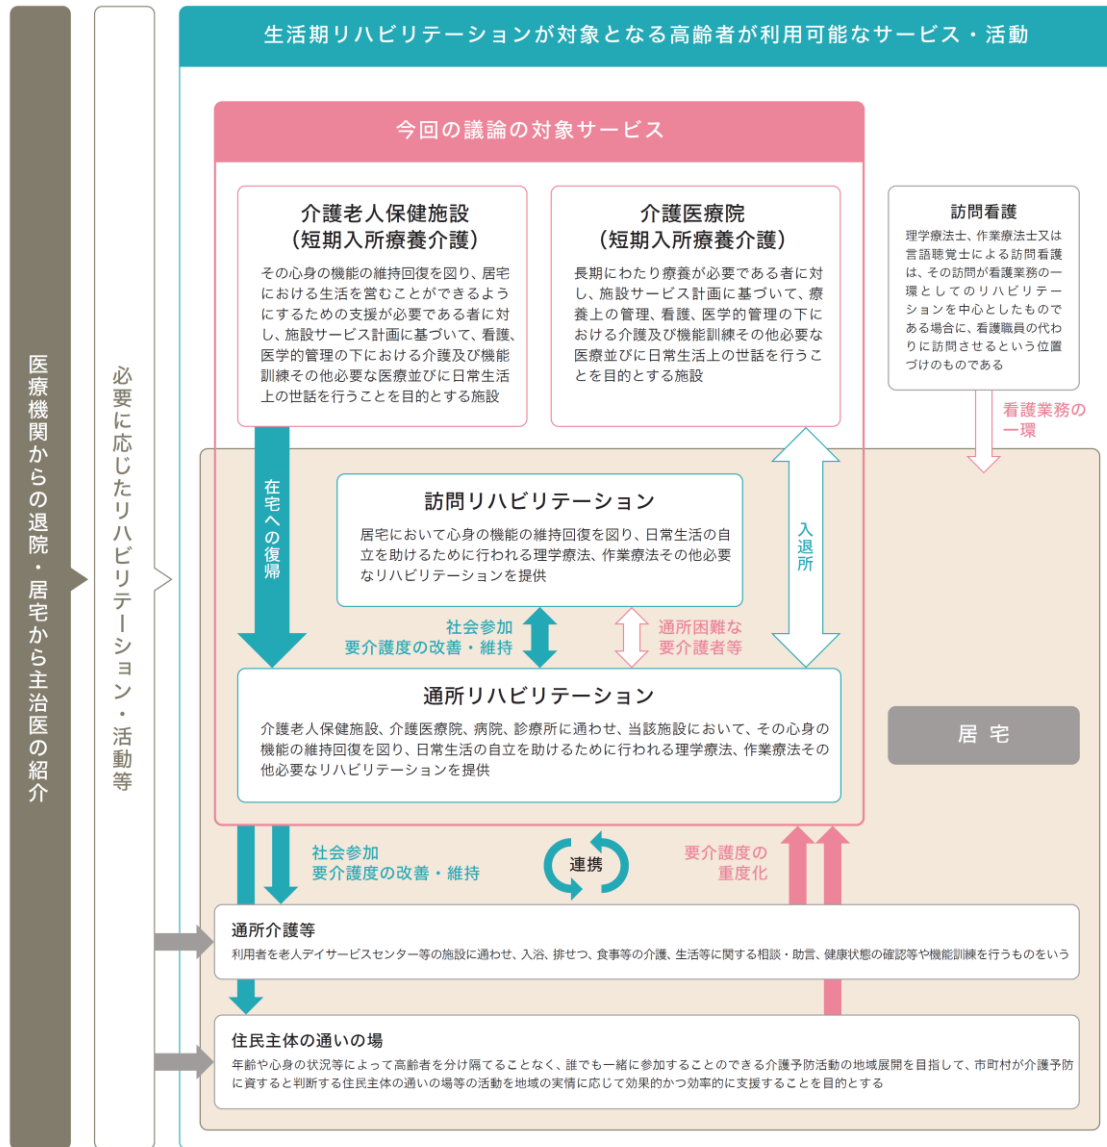 生活期リハビリテーションが対象となる高齢者が利用可能なサービス・活動
医療機関からの退院・居宅から主治医の紹介
必要に応じたリハビリテーション・活動等
今回の議論の対象サービス
介護老人保健施設
（短期入所療養介護）
その心身の機能の維持回復を図り、居宅
における生活を営むことができるよう
にするための支援が必要である者に対
し、施設サービス計画に基づいて、看護、
医学的管理の下における介護及び機能
訓練その他必要な医療並びに日常生活
上の世話を行うことを目的とする施設
介護医療院
（短期入所療養介護）
長期にわたり療養が必要である者に対
し、施設サービス計画に基づいて、療養
上の管理、看護、医学的管理の下に
おける介護及び機能訓練その他必要な
医療並びに日常生活上の世話を行うこ
とを目的とする施設
訪問看護
理学療法士、作業療法士又は
言語聴覚士による訪問看護
は、その訪問が看護業務の一
環としてのリハビリテー
ションを中心としたもので
ある場合に、看護職員の代わ
りに訪問させるという位置
づけのものである
看護業務の
一環
在宅への復帰
訪問リハビリテーション
居宅において心身の機能の維持回復を図り、日常生活の自
立を助けるために行われる理学療法、作業療法その他必要
なリハビリテーションを提供
入退所
社会参加
要介護度の改善・維持
通所困難な
要介護者等
通所リハビリテーション
介護老人保健施設、介護医療院、病院、診療所に通わせ、当該施設において、その心身の
機能の維持回復を図り、日常生活の自立を助けるために行われる理学療法、作業療法その
他必要なリハビリテーションを提供
居宅
社会参加
要介護度の改善・維持
連携
要介護度の
重度化
通所介護等
利用者を老人デイサービスセンター等の施設に通わせ、入浴、排せつ、食事等の介護、生活等に関する相談・助言、健康状態の確認等や機能訓練を行うものをいう
住民主体の通いの場
年齢や心身の状況等によって高齢者を分け隔てることなく、誰でも一緒に参加することのできる介護予防活動の地域展開を目指して、市町村が介護予防
に資すると判断する住民主体の通いの場等の活動を地域の実情に応じて効果的かつ効率的に支援することを目的とする